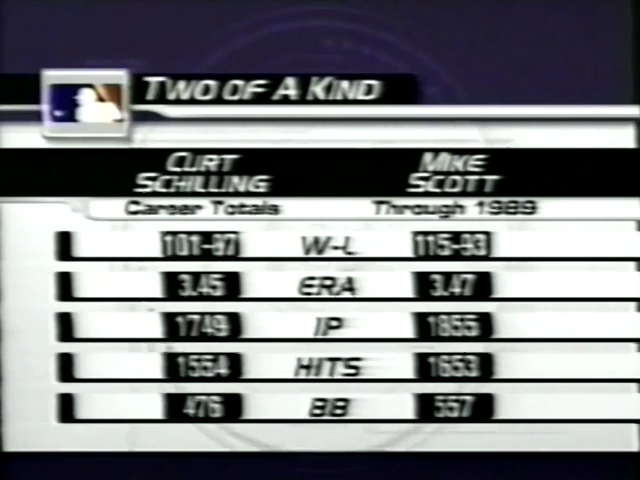 TWO OF A KIND
CURT SCHILLING MIKE SCOTT
Career Totals Through 1989
101-97 W-L 115-93
3.45 ERA 3.47
1749 IP 1855
1554 HITS 1653
476 BB 557